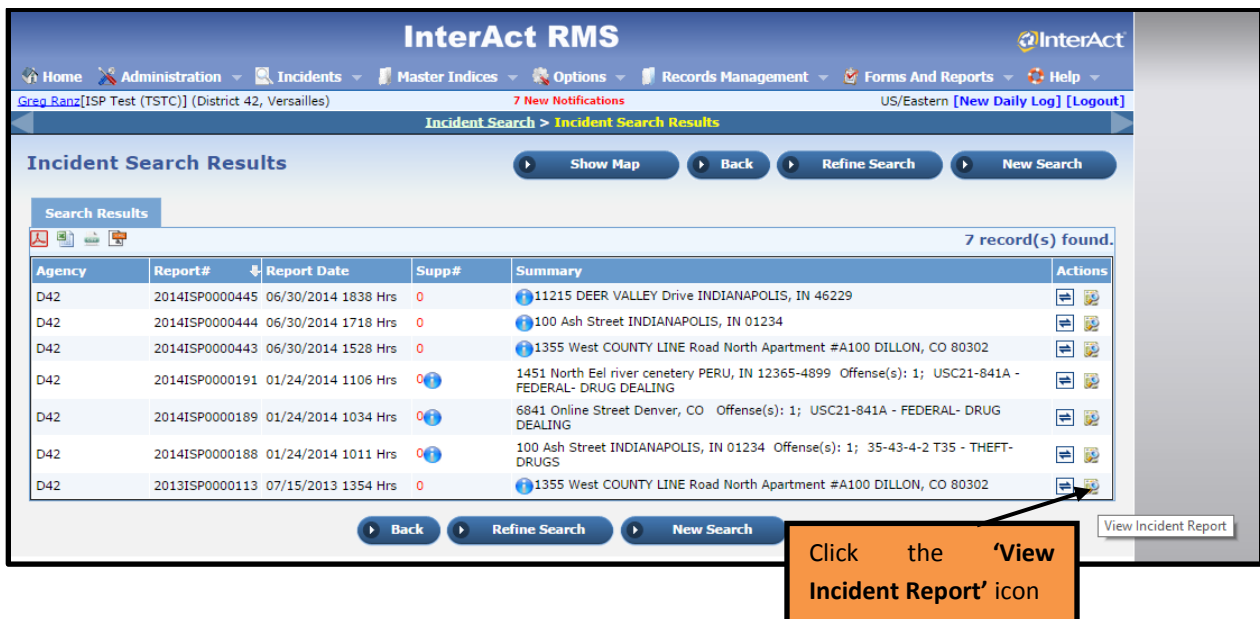 InterAct RMS
InterAct
Home Administration Incidents Master Indices Options Records Management Forms And Reports Help
Greg Ranz[ISP Test (TSTC)] (District 42, Versailles) 7 New Notifications US/Eastern [New Daily Log] [Logout]
Incident Search > Incident Search Results
Incident Search Results Show Map Back Refine Search New Search
Search Results
7 record(s) found.
Agency Report# Report Date Supp# Summary Actions
D42 2014ISP0000445 06/30/2014 1838 Hrs 0 11215 DEER VALLEY Drive INDIANAPOLIS, IN 46229
D42 2014ISP0000444 06/30/2014 1718 Hrs 0 100 Ash Street INDIANAPOLIS, IN 01234
D42 2014ISP0000443 06/30/2014 1528 Hrs 0 1355 West COUNTY LINE Road North Apartment #A100 DILLON, CO 80302
D42 2014ISP0000191 01/24/2014 1106 Hrs 0 1451 North Eel river cenetery PERU, IN 12365-4899 Offense(s): 1; USC21-841A -
FEDERAL- DRUG DEALING
D42 2014ISP0000189 01/24/2014 1034 Hrs 0 6841 Online Street Denver, CO Offense(s): 1; USC21-841A - FEDERAL- DRUG
DEALING
D42 2014ISP0000188 01/24/2014 1011 Hrs 0 100 Ash Street INDIANAPOLIS, IN 01234 Offense(s): 1; 35-43-4-2 T35 - THEFT-
DRUGS
D42 2013ISP0000113 07/15/2013 1354 Hrs 0 1355 West COUNTY LINE Road North Apartment #A100 DILLON, CO 80302
Back Refine Search New Search
View Incident Report
Click the ‘View
Incident Report’ icon